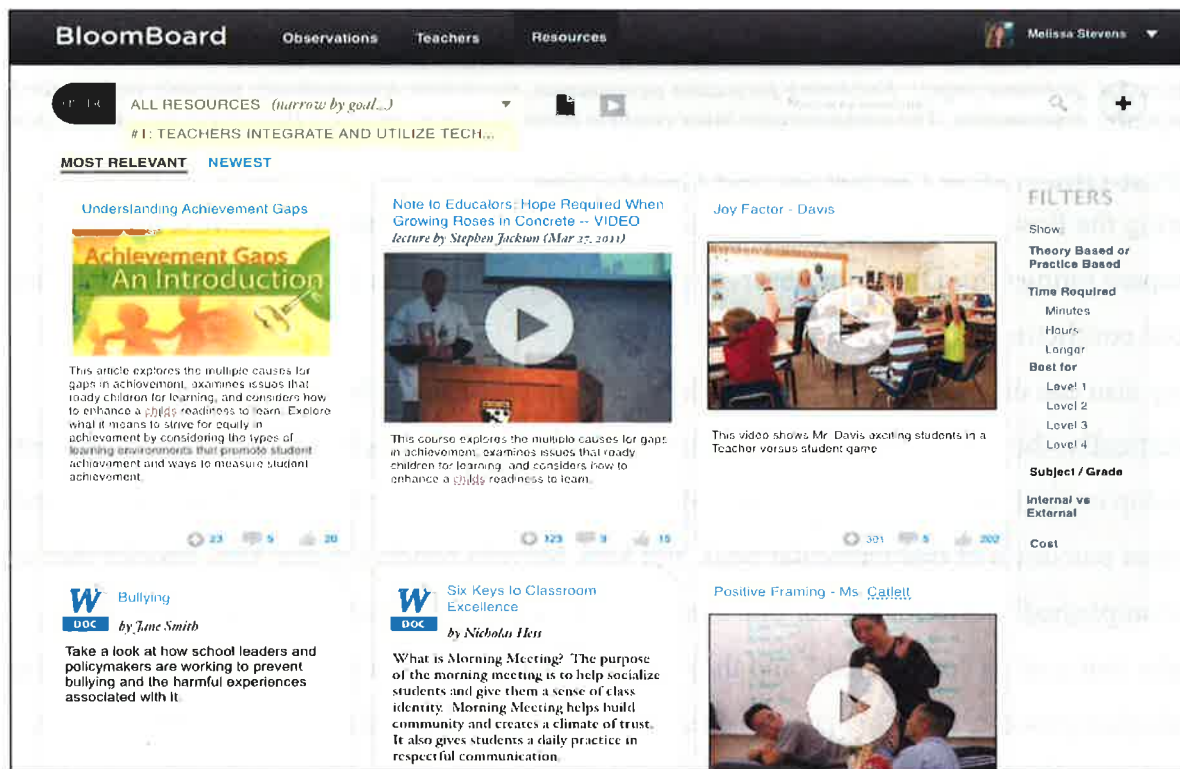 BloomBoard
Observations
Teachers
Resources
Melissa Stevens
ALL RESOURCES (narrow by goal...)
#1: TEACHERS INTEGRATE AND UTILIZE TECH...
MOST RELEVANT
NEWEST
Understanding Achievement Gaps
Achievement Gaps
An Introduction
This article explores the multiple causes for
gaps in achievement, examines issues that
ready children for learning, and considers how
to enhance a childs readiness to learn. Explore
what it means to strive for equity in
achievement by considering the types of
learning environments that promote student
achievement and ways to measure student
achievement.
23 5 20
Note to Educators: Hope Required When
Growing Roses in Concrete -- VIDEO
lecture by Stephen Jackson (Mar 27, 2011)
This course explores the multiple causes for gaps
in achievement, examines issues that ready
children for learning, and considers how to
enhance a childs readiness to learn.
123 9 15
Joy Factor - Davis
This video shows Mr. Davis exciting students in a
Teacher versus student game
301 5 202
Bullying
W
DOC
by Jane Smith
Take a look at how school leaders and
policymakers are working to prevent
bullying and the harmful experiences
associated with it.
Six Keys to Classroom
Excellence
W
DOC
by Nicholas Hess
What is Morning Meeting? The purpose
of the morning meeting is to help socialize
students and give them a sense of class
identity. Morning Meeting helps build
community and creates a climate of trust.
It also gives students a daily practice in
respectful communication.
Positive Framing - Ms. Catlett
FILTERS
Show:
Theory Based or
Practice Based
Time Required
Minutes
Hours
Longer
Best for
Level 1
Level 2
Level 3
Level 4
Subject / Grade
Internal vs
External
Cost